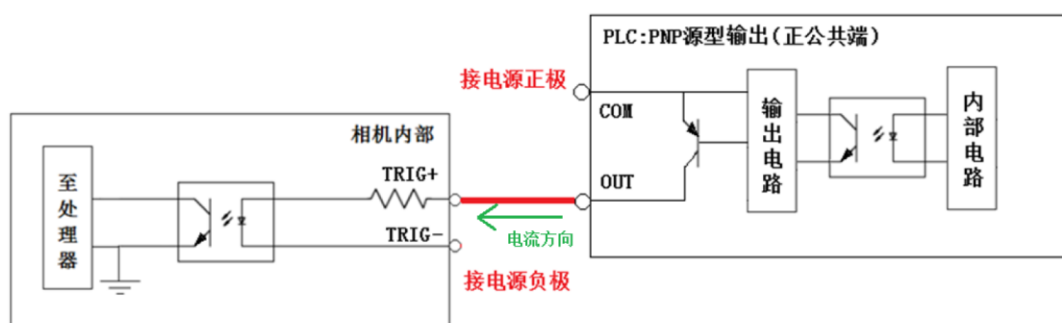 PLC:PNP源型输出(正公共端)
接电源正极
COM
输出电路
内部电路
相机内部
至处理器
TRIG+
OUT
TRIG-
电流方向
接电源负极